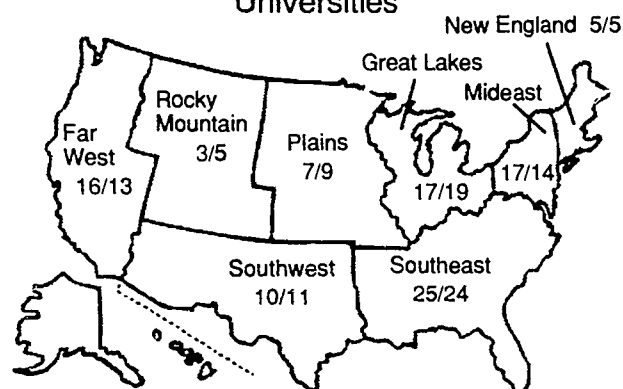 Universities
New England 5/5
Great Lakes
Mideast
Rocky
Mountain
3/5
Far
West
16/13
Plains
7/9
17/19
17/14
Southwest
10/11
Southeast
25/24